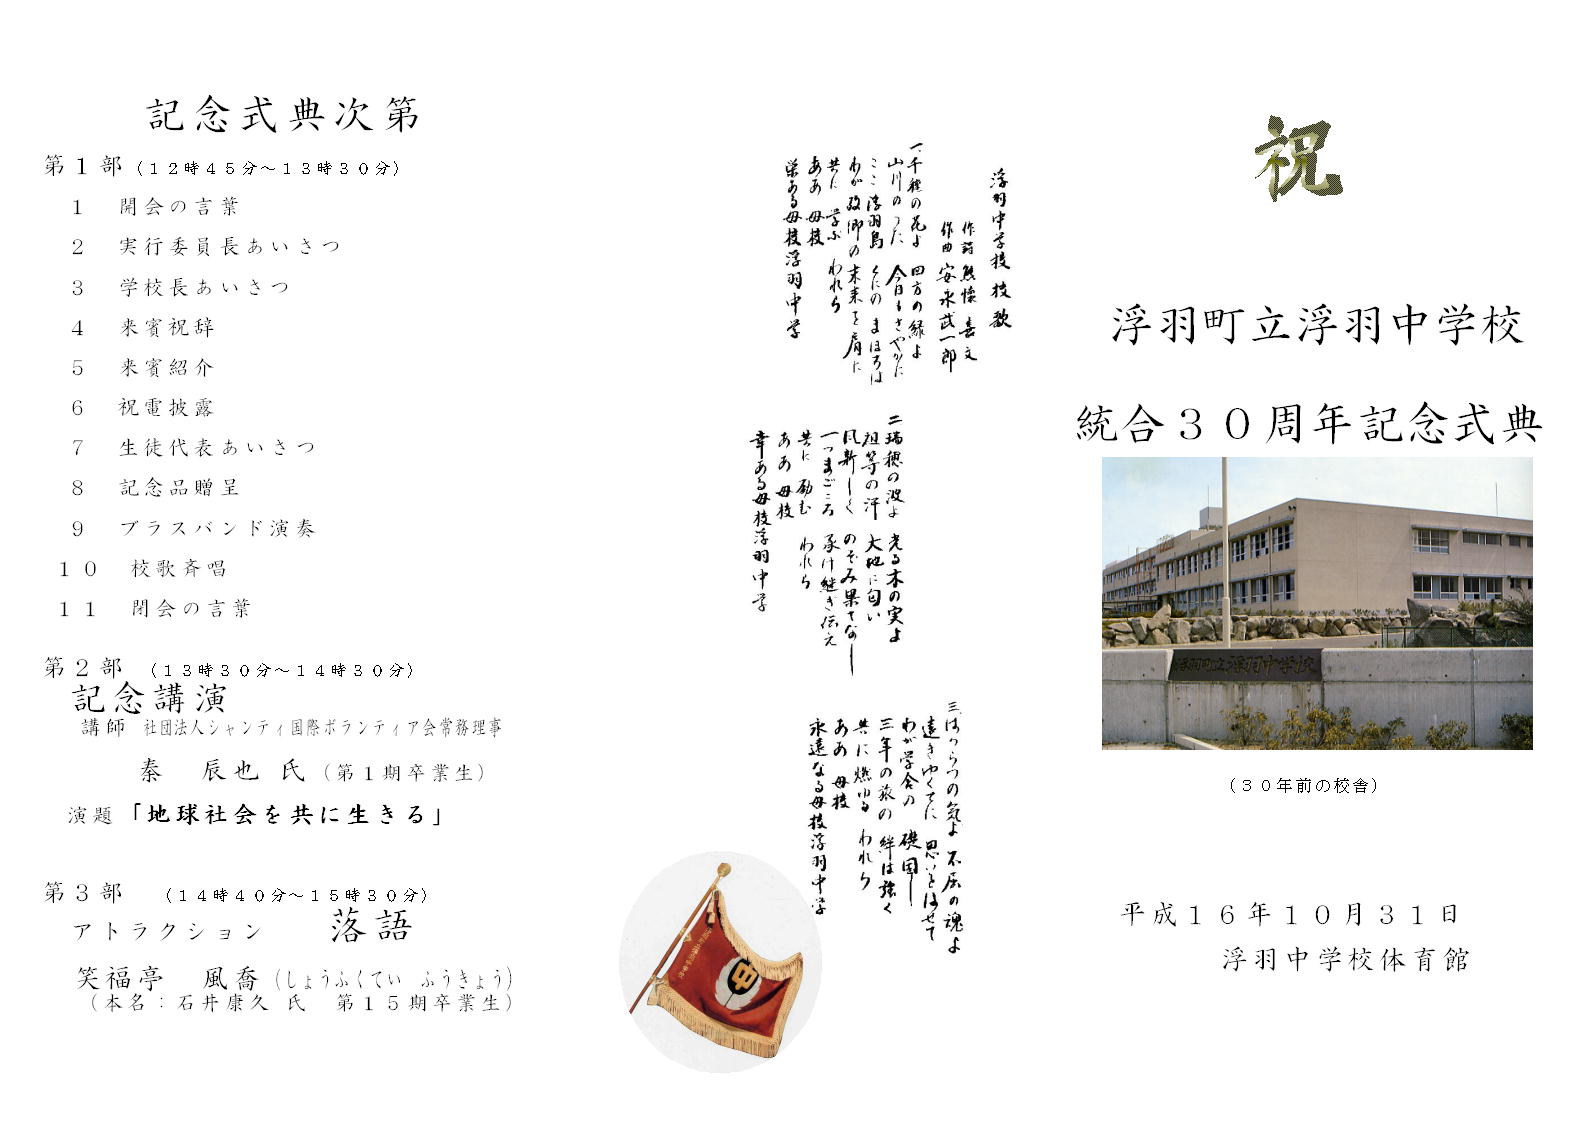 記念式典次第
第１部（１２時４５分～１３時３０分）
１　開会の言葉
２　実行委員長あいさつ
３　学校長あいさつ
４　来賓祝辞
５　来賓紹介
６　祝電披露
７　生徒代表あいさつ
８　記念品贈呈
９　ブラスバンド演奏
１０　校歌斉唱
１１　閉会の言葉
第２部　（１３時３０分～１４時３０分）
記念講演
講師　社団法人シャンティ国際ボランティア会常務理事
秦　辰也 氏（第１期卒業生）
演題「地球社会を共に生きる」
第３部　（１４時４０分～１５時３０分）
アトラクション　落語
笑福亭　風喬（しょうふくてい　ふうきょう）
（本名：石井康久 氏　第１５期卒業生）
浮羽中学校 校歌
作詩 熊懐 喜文
作曲 安永武一郎
一、千種の花よ　四方の緑よ
山川のうた　今日もさやかに
ここ浮羽島　くにのまほろば
わが故郷の未来を肩に
共に 学ぶ われら
ああ 母校
栄ある母校浮羽中学
二、瑞穂の波よ　光る木の実よ
祖等の汗　大地に匂い
風新しく　のぞみ果てなし
一つまごころ　承け継ぎ伝え
共に 励む われら
ああ 母校
幸ある母校浮羽中学
三、はつらつの気よ 不屈の魂よ
遠きゆくてに　思いをはせて
わが学舎の　礎固し
三年の旅の　絆は強く
共に燃ゆる われら
ああ 母校
永遠なる母校浮羽中学
中
祝
浮羽町立浮羽中学校
統合３０周年記念式典
浮羽町立浮羽中学校
（３０年前の校舎）
平成１６年１０月３１日
浮羽中学校体育館